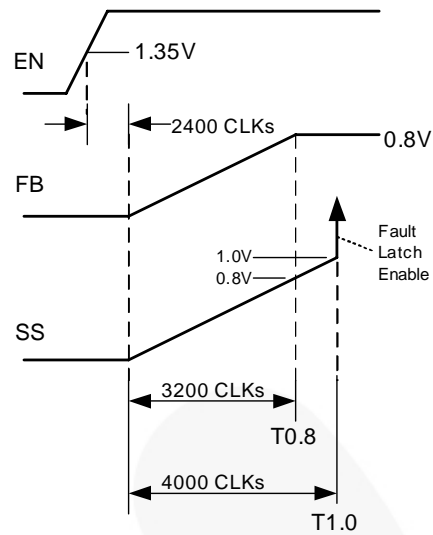 EN
1.35V
2400 CLKs
FB
0.8V
1.0V
0.8V
Fault
Latch
Enable
SS
3200 CLKs
T0.8
4000 CLKs
T1.0